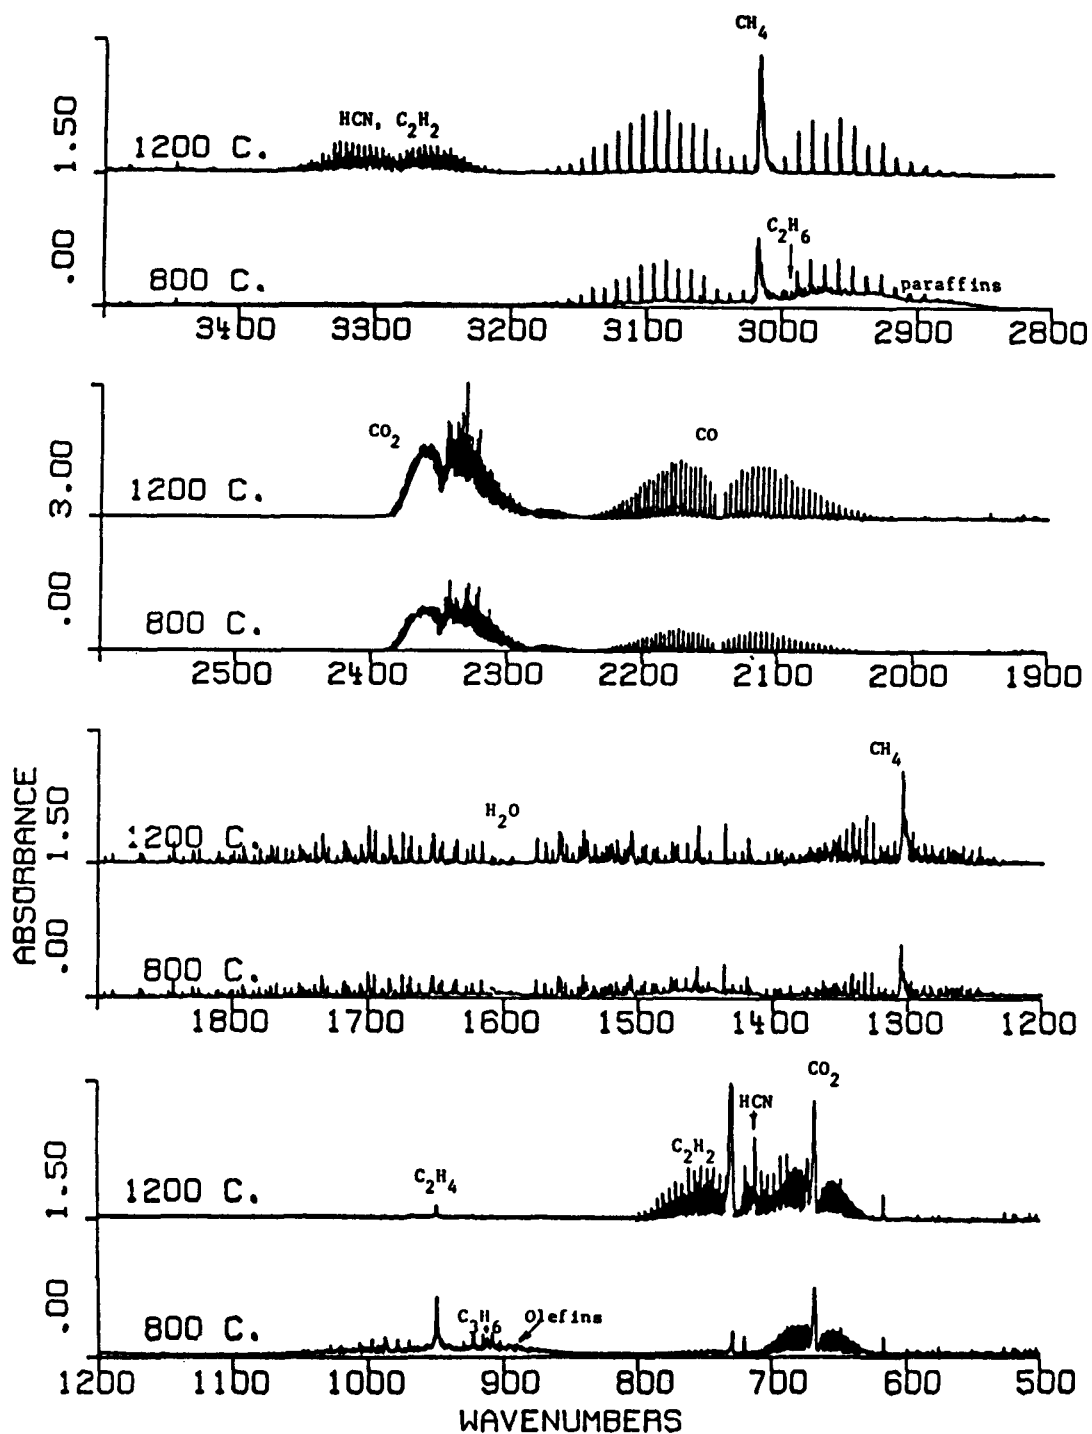 CH4
HCN, C2H2
1.50
1200 C.
C2H6
.00
800 C.
paraffins
3400 3300 3200 3100 3000 2900 2800
CO2
CO
3.00
1200 C.
.00
800 C.
2500 2400 2300 2200 2100 2000 1900
CH4
H2O
1.50
1200 C.
ABSORBANCE
.00
800 C.
1800 1700 1600 1500 1400 1300 1200
CO2
HCN
C2H2
C2H4
1.50
1200 C.
C3H6
Olefins
.00
800 C.
1200 1100 1000 900 800 700 600 500
WAVENUMBERS